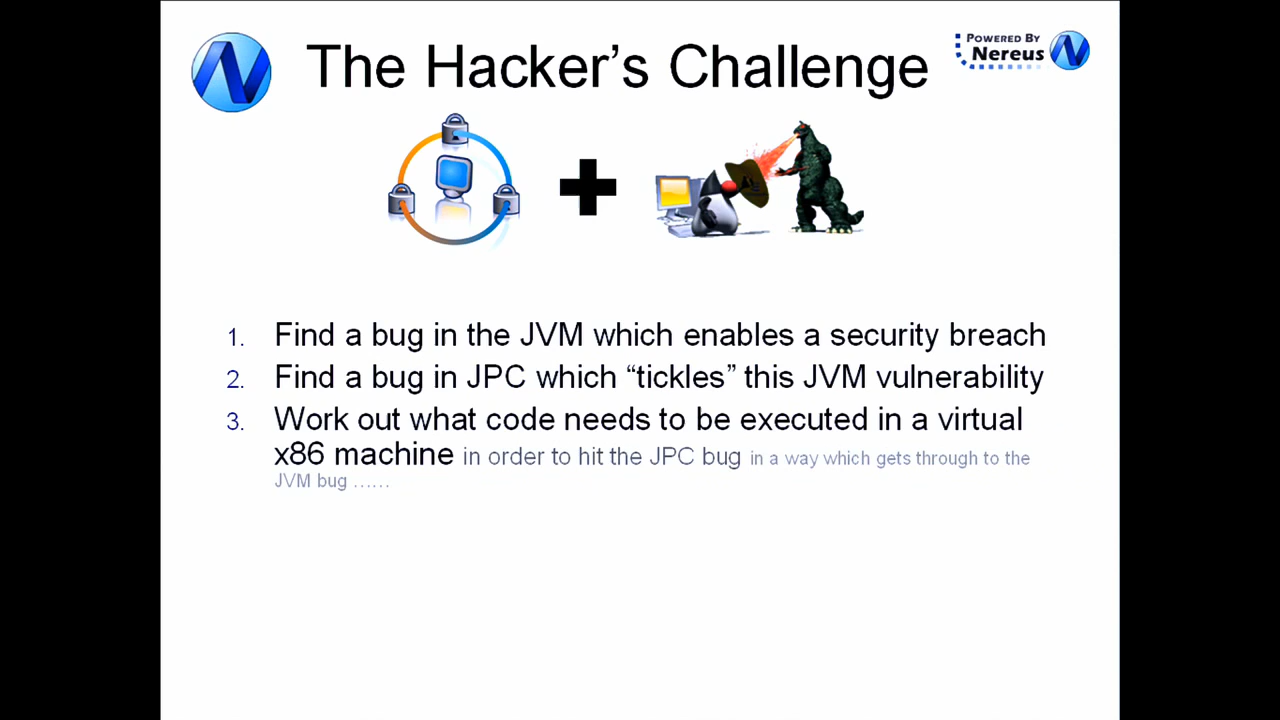 The Hacker’s Challenge
POWERED BY
Nereus
1. Find a bug in the JVM which enables a security breach
2. Find a bug in JPC which “tickles” this JVM vulnerability
3. Work out what code needs to be executed in a virtual
x86 machine in order to hit the JPC bug in a way which gets through to the
JVM bug ……